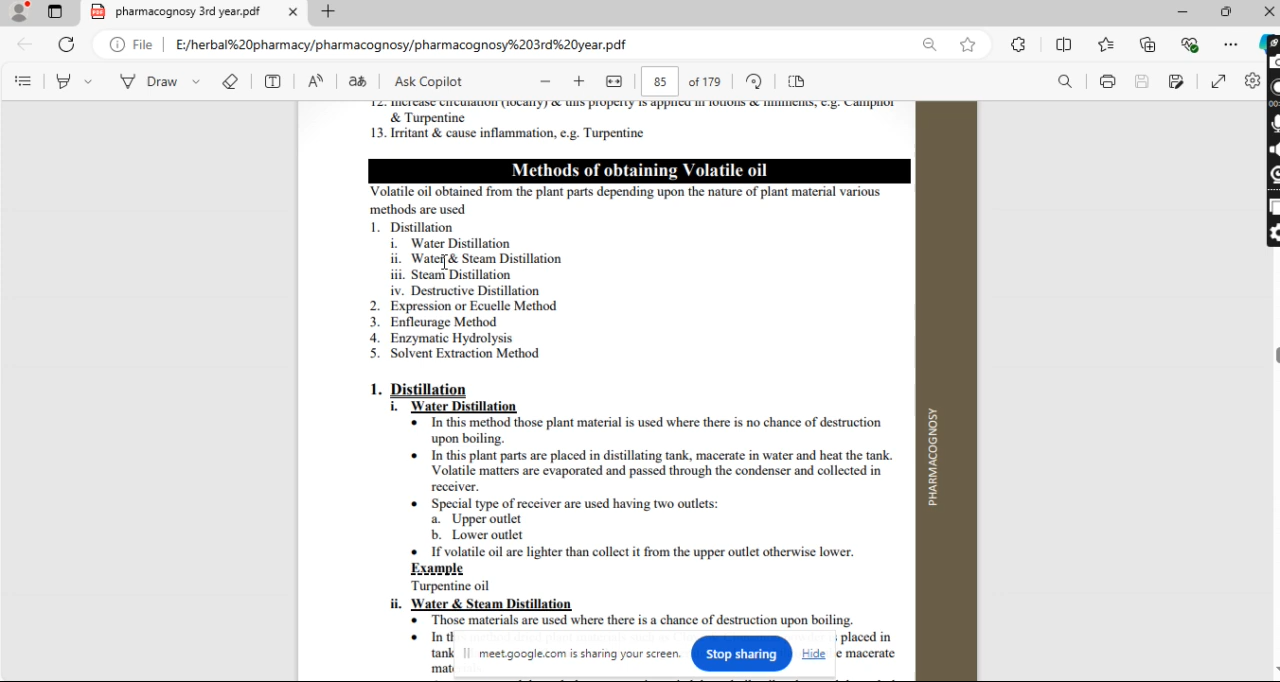 pharmacognosy 3rd year.pdf
File E:/herbal%20pharmacy/pharmacognosy/pharmacognosy%203rd%20year.pdf
Draw Ask Copilot 85 of 179
12. Increase circulation (locally) & this property is applied in lotions & liniments, e.g. Camphor
& Turpentine
13. Irritant & cause inflammation, e.g. Turpentine
Methods of obtaining Volatile oil
Volatile oil obtained from the plant parts depending upon the nature of plant material various
methods are used
1. Distillation
i. Water Distillation
ii. Water & Steam Distillation
iii. Steam Distillation
iv. Destructive Distillation
2. Expression or Ecuelle Method
3. Enfleurage Method
4. Enzymatic Hydrolysis
5. Solvent Extraction Method
1. Distillation
i. Water Distillation
• In this method those plant material is used where there is no chance of destruction
upon boiling.
• In this plant parts are placed in distillating tank, macerate in water and heat the tank.
Volatile matters are evaporated and passed through the condenser and collected in
receiver.
• Special type of receiver are used having two outlets:
a. Upper outlet
b. Lower outlet
• If volatile oil are lighter than collect it from the upper outlet otherwise lower.
Example
Turpentine oil
ii. Water & Steam Distillation
• Those materials are used where there is a chance of destruction upon boiling.
• In placed in
tank macerate
PHARMACOGNOSY
meet.google.com is sharing your screen. Stop sharing Hide